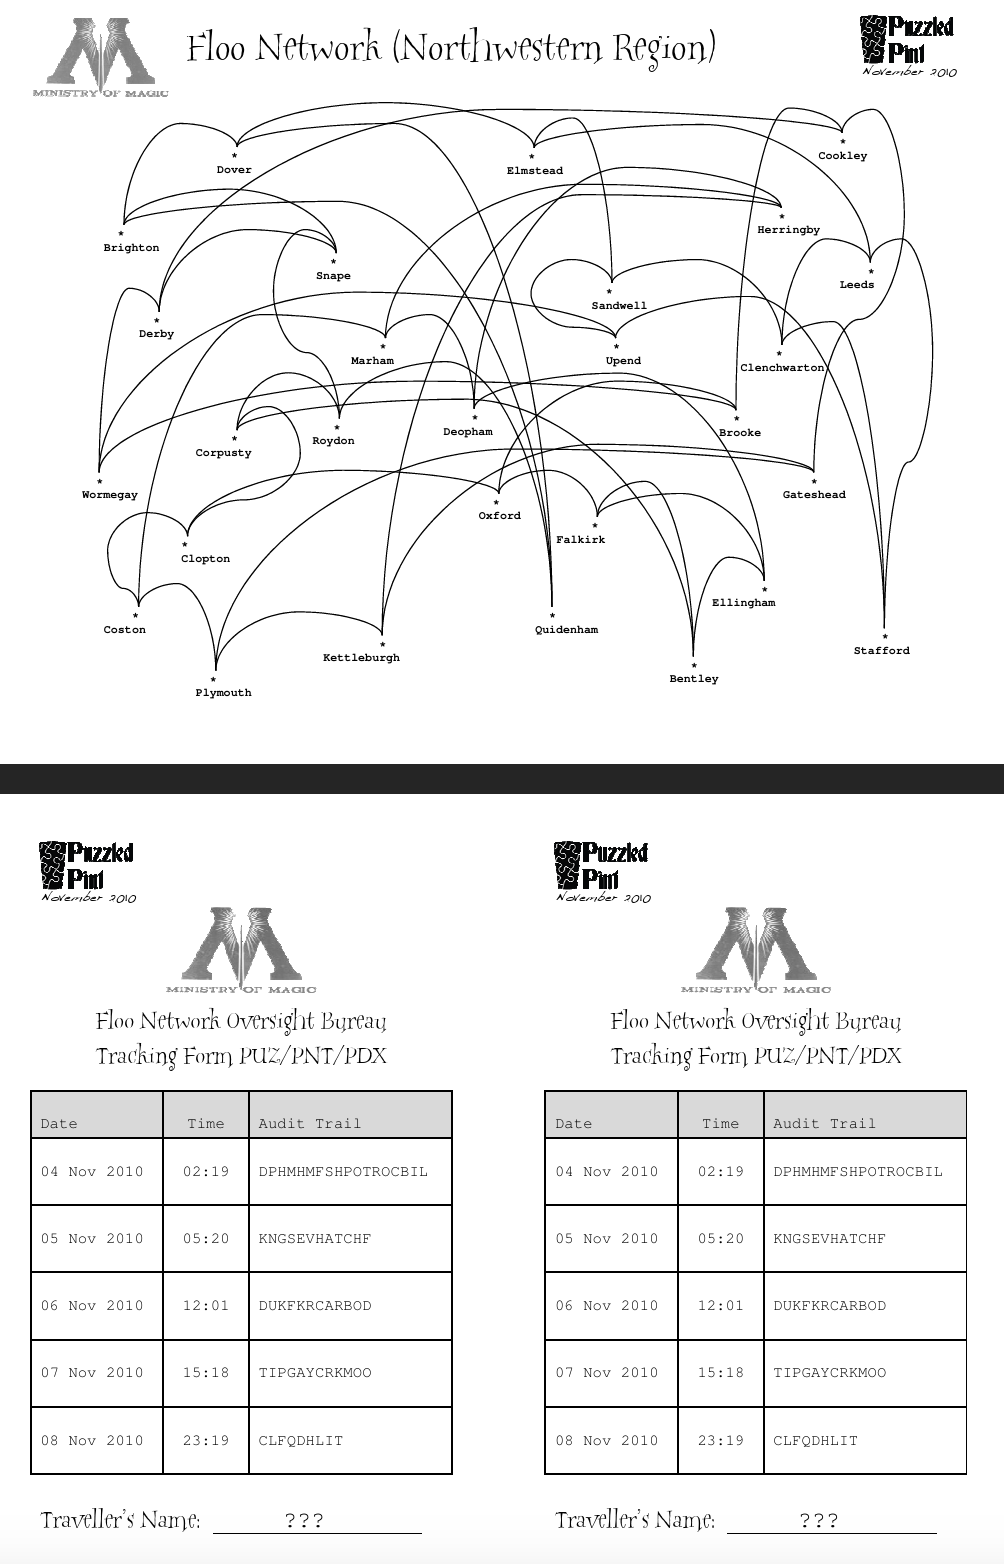 MINISTRY OF MAGIC
Floo Network (Northwestern Region)
Puzzled
Pint
November 2010
Dover
Elmstead
Cookley
Brighton
Herringby
Snape
Leeds
Sandwell
Derby
Marham
Upend
Clenchwarton
Corpusty
Roydon
Deopham
Brooke
Wormegay
Gateshead
Oxford
Falkirk
Clopton
Ellingham
Coston
Quidenham
Kettleburgh
Stafford
Bentley
Plymouth
Puzzled
Pint
November 2010
MINISTRY OF MAGIC
Floo Network Oversight Bureau
Tracking Form PUZ/PNT/PDX
Date Time Audit Trail
04 Nov 2010 02:19 DPHMHMFSHPOTROCBIL
05 Nov 2010 05:20 KNGSEVHATCHF
06 Nov 2010 12:01 DUKFKRCARBOD
07 Nov 2010 15:18 TIPGAYCRKMOO
08 Nov 2010 23:19 CLFQDHLIT
Traveller's Name: ???
Puzzled
Pint
November 2010
MINISTRY OF MAGIC
Floo Network Oversight Bureau
Tracking Form PUZ/PNT/PDX
Date Time Audit Trail
04 Nov 2010 02:19 DPHMHMFSHPOTROCBIL
05 Nov 2010 05:20 KNGSEVHATCHF
06 Nov 2010 12:01 DUKFKRCARBOD
07 Nov 2010 15:18 TIPGAYCRKMOO
08 Nov 2010 23:19 CLFQDHLIT
Traveller's Name: ???